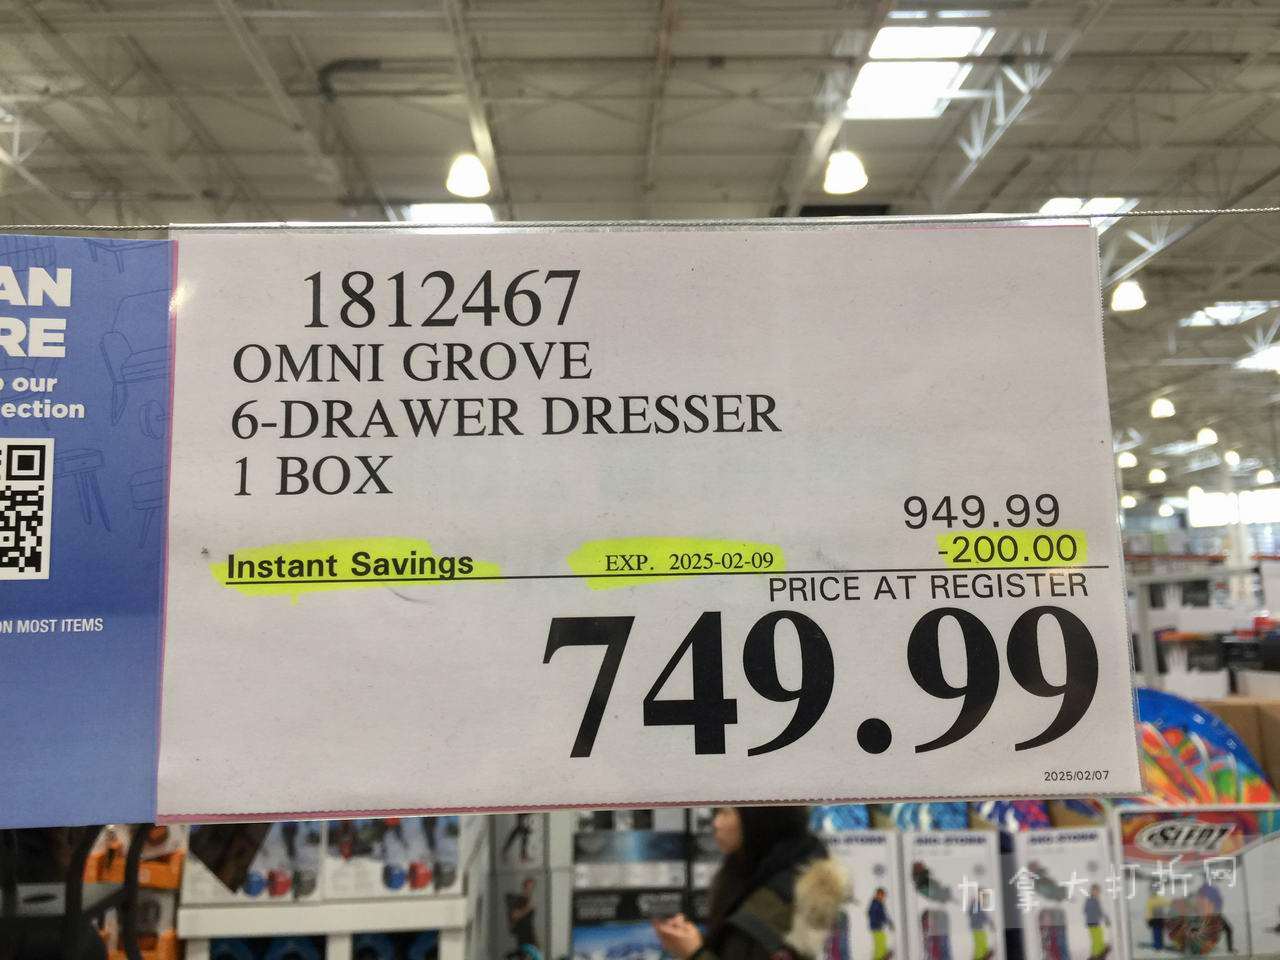 AN
RE
our
ection
ON MOST ITEMS
1812467
OMNI GROVE
6-DRAWER DRESSER
1 BOX
949.99
Instant Savings EXP. 2025-02-09 -200.00
PRICE AT REGISTER
749.99
2025/02/07
SLEDZ
加拿大打折网